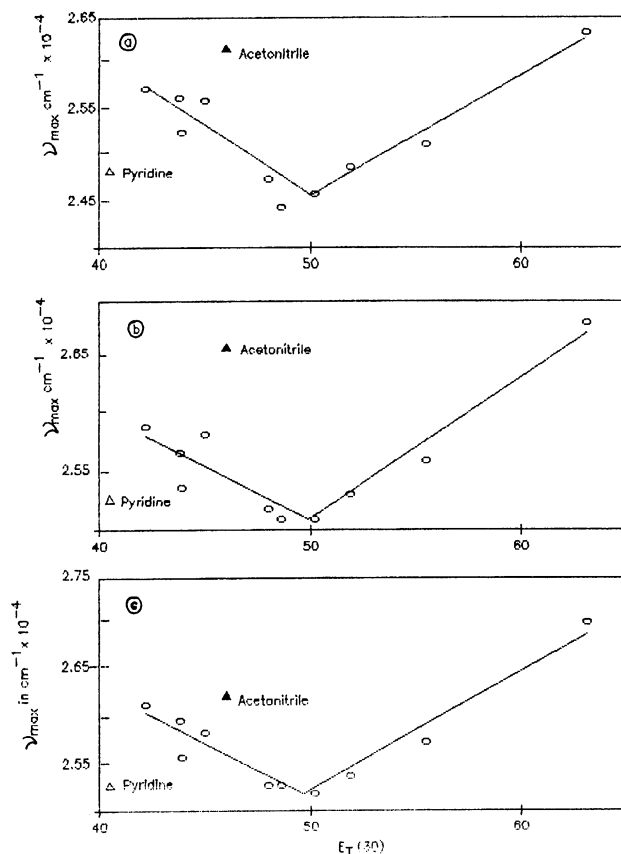 2.65
ⓐ
▲ Acetonitrile
2.55
△ Pyridine
2.45
νmax cm⁻¹ x 10⁻⁴
40
50
60
ⓑ
▲ Acetonitrile
2.65
2.55
△ Pyridine
νmax cm⁻¹ x 10⁻⁴
40
50
60
2.75
ⓒ
2.65
▲ Acetonitrile
2.55
△ Pyridine
νmax in cm⁻¹ x 10⁻⁴
40
50
60
E_T (30)